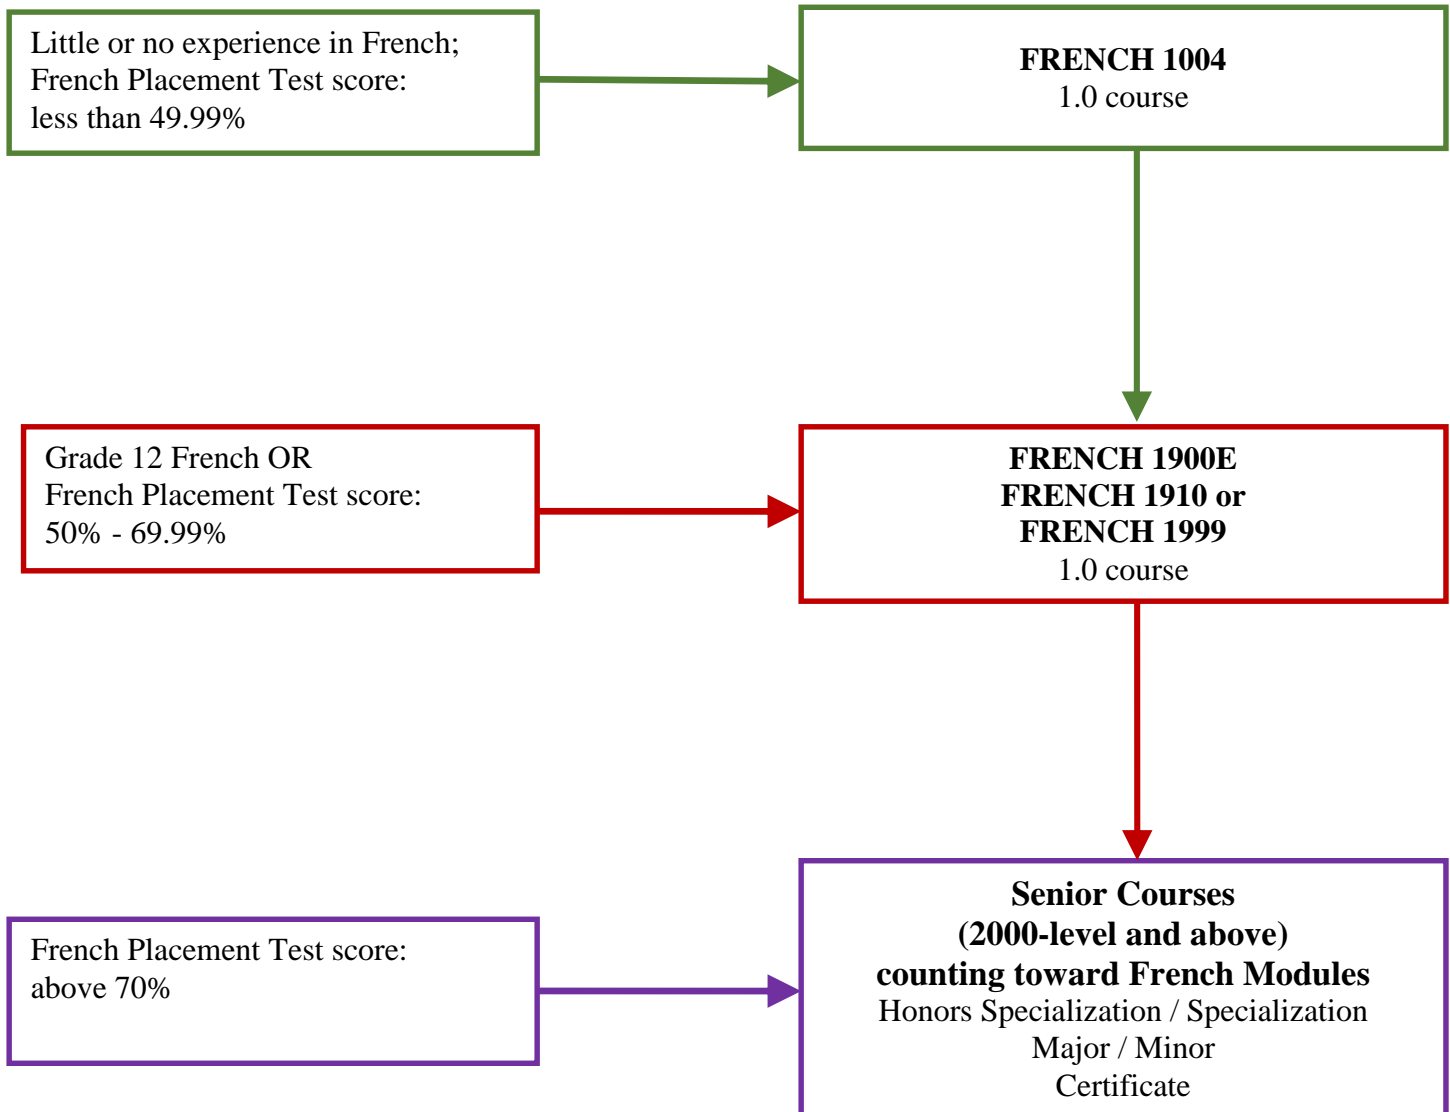 Little or no experience in French;
French Placement Test score:
less than 49.99%
FRENCH 1004
1.0 course
Grade 12 French OR
French Placement Test score:
50% - 69.99%
FRENCH 1900E
FRENCH 1910 or
FRENCH 1999
1.0 course
French Placement Test score:
above 70%
Senior Courses
(2000-level and above)
counting toward French Modules
Honors Specialization / Specialization
Major / Minor
Certificate